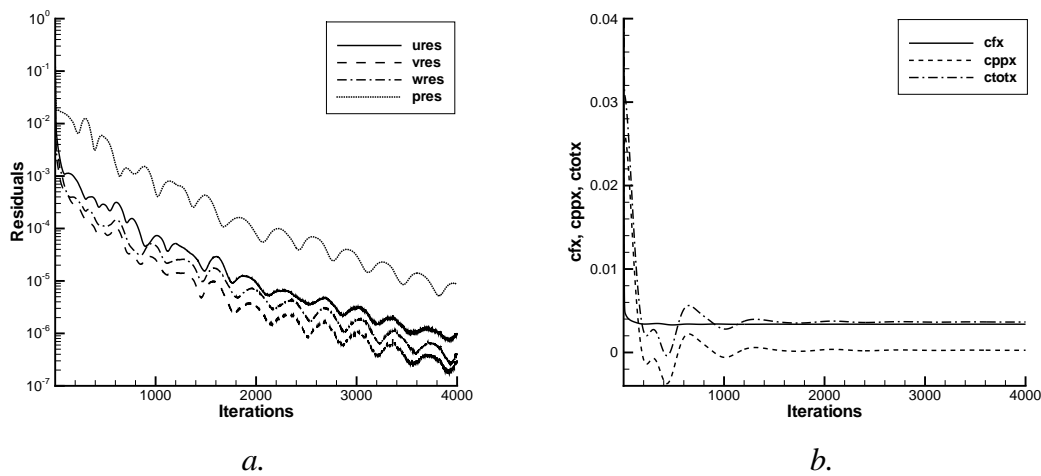 Residuals
10^0
10^-1
10^-2
10^-3
10^-4
10^-5
10^-6
10^-7
1000
2000
3000
4000
Iterations
ures
vres
wres
pres
a.
cfx, cppx, ctotx
0.04
0.03
0.02
0.01
0
1000
2000
3000
4000
Iterations
cfx
cppx
ctotx
b.